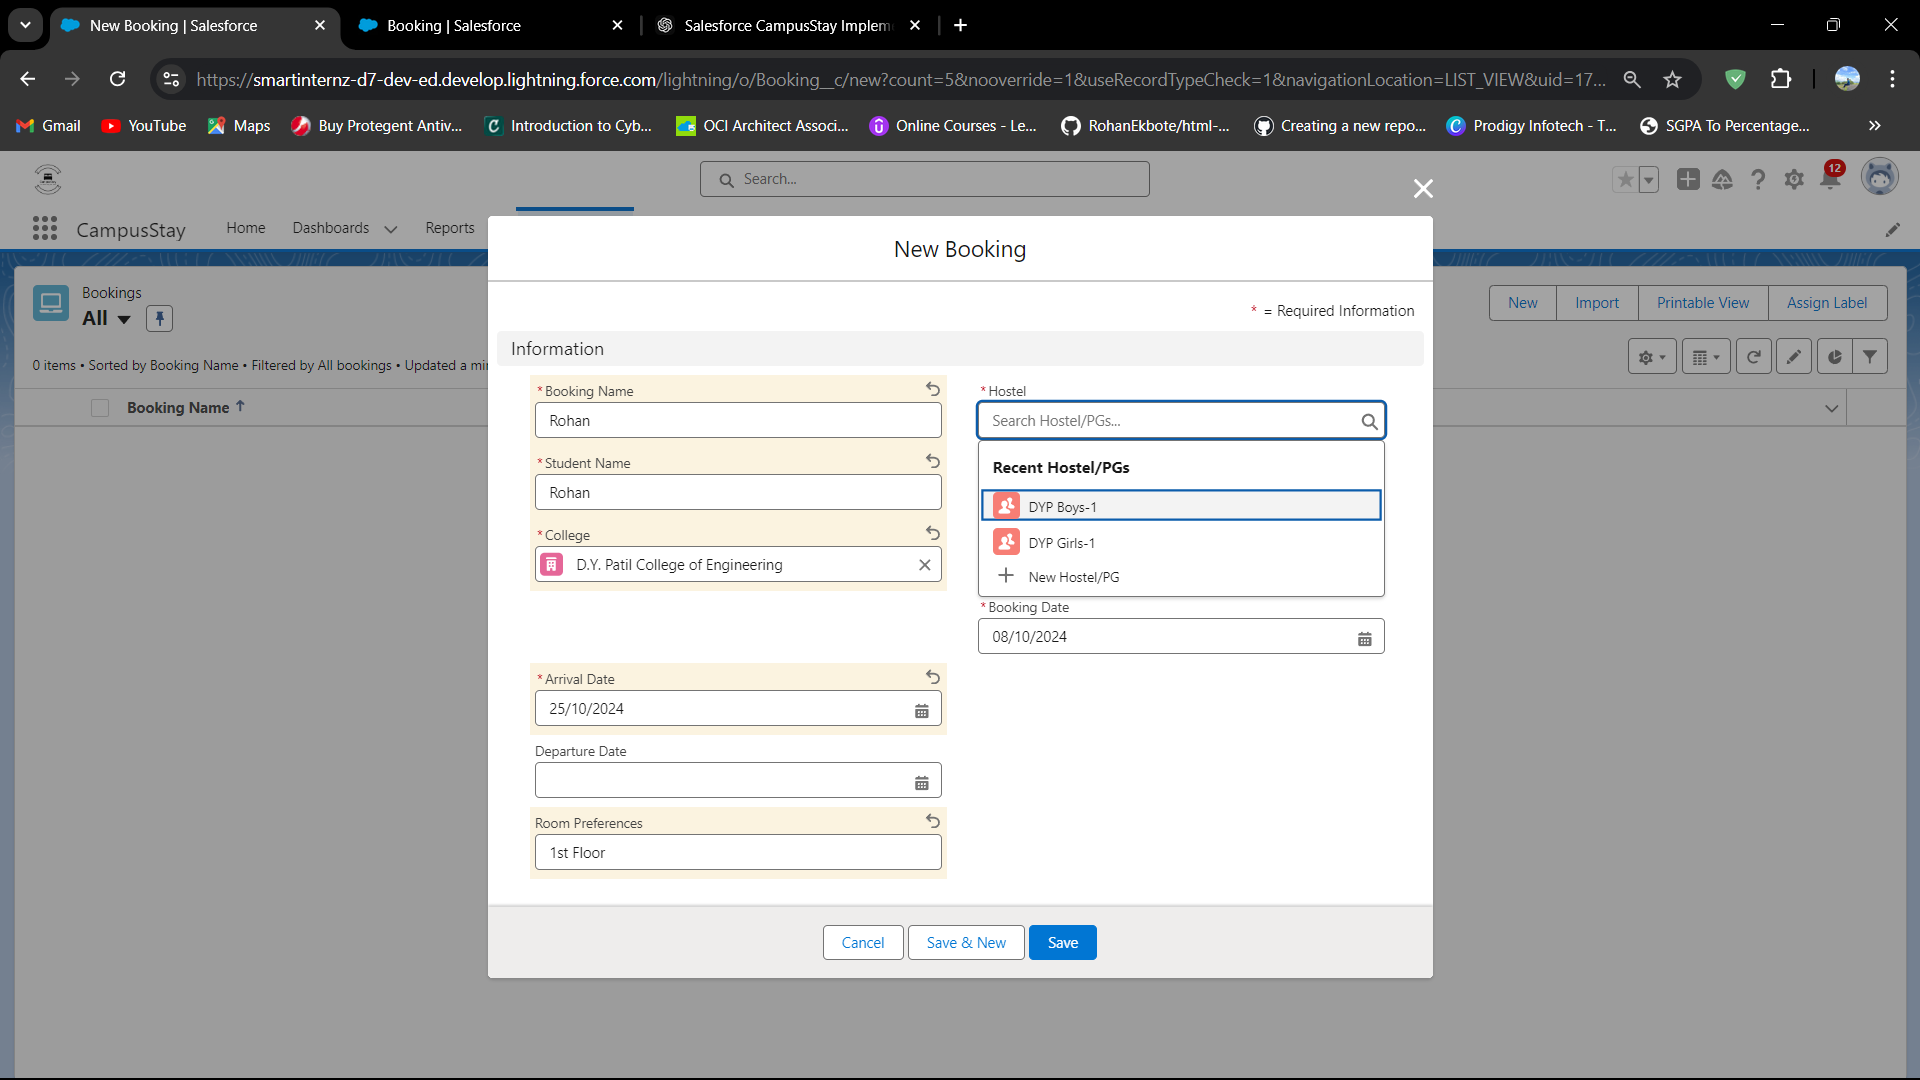 New Booking | Salesforce
Booking | Salesforce
Salesforce CampusStay Implem
https://smartinternz-d7-dev-ed.develop.lightning.force.com/lightning/o/Booking__c/new?count=5&nooverride=1&useRecordTypeCheck=1&navigationLocation=LIST_VIEW&uid=17...
Gmail
YouTube
Maps
Buy Protegent Antiv...
Introduction to Cyb...
OCI Architect Associ...
Online Courses - Le...
RohanEkbote/html-...
Creating a new repo...
Prodigy Infotech - T...
SGPA To Percentage...
Search...
12
CampusStay
Home
Dashboards
Reports
New Booking
Bookings
All
New
Import
Printable View
Assign Label
* = Required Information
Information
0 items • Sorted by Booking Name • Filtered by All bookings • Updated a mi
Booking Name ↑
* Booking Name
Rohan
* Student Name
Rohan
* College
D.Y. Patil College of Engineering
* Hostel
Search Hostel/PGs...
Recent Hostel/PGs
DYP Boys-1
DYP Girls-1
New Hostel/PG
* Booking Date
08/10/2024
* Arrival Date
25/10/2024
Departure Date
Room Preferences
1st Floor
Cancel
Save & New
Save